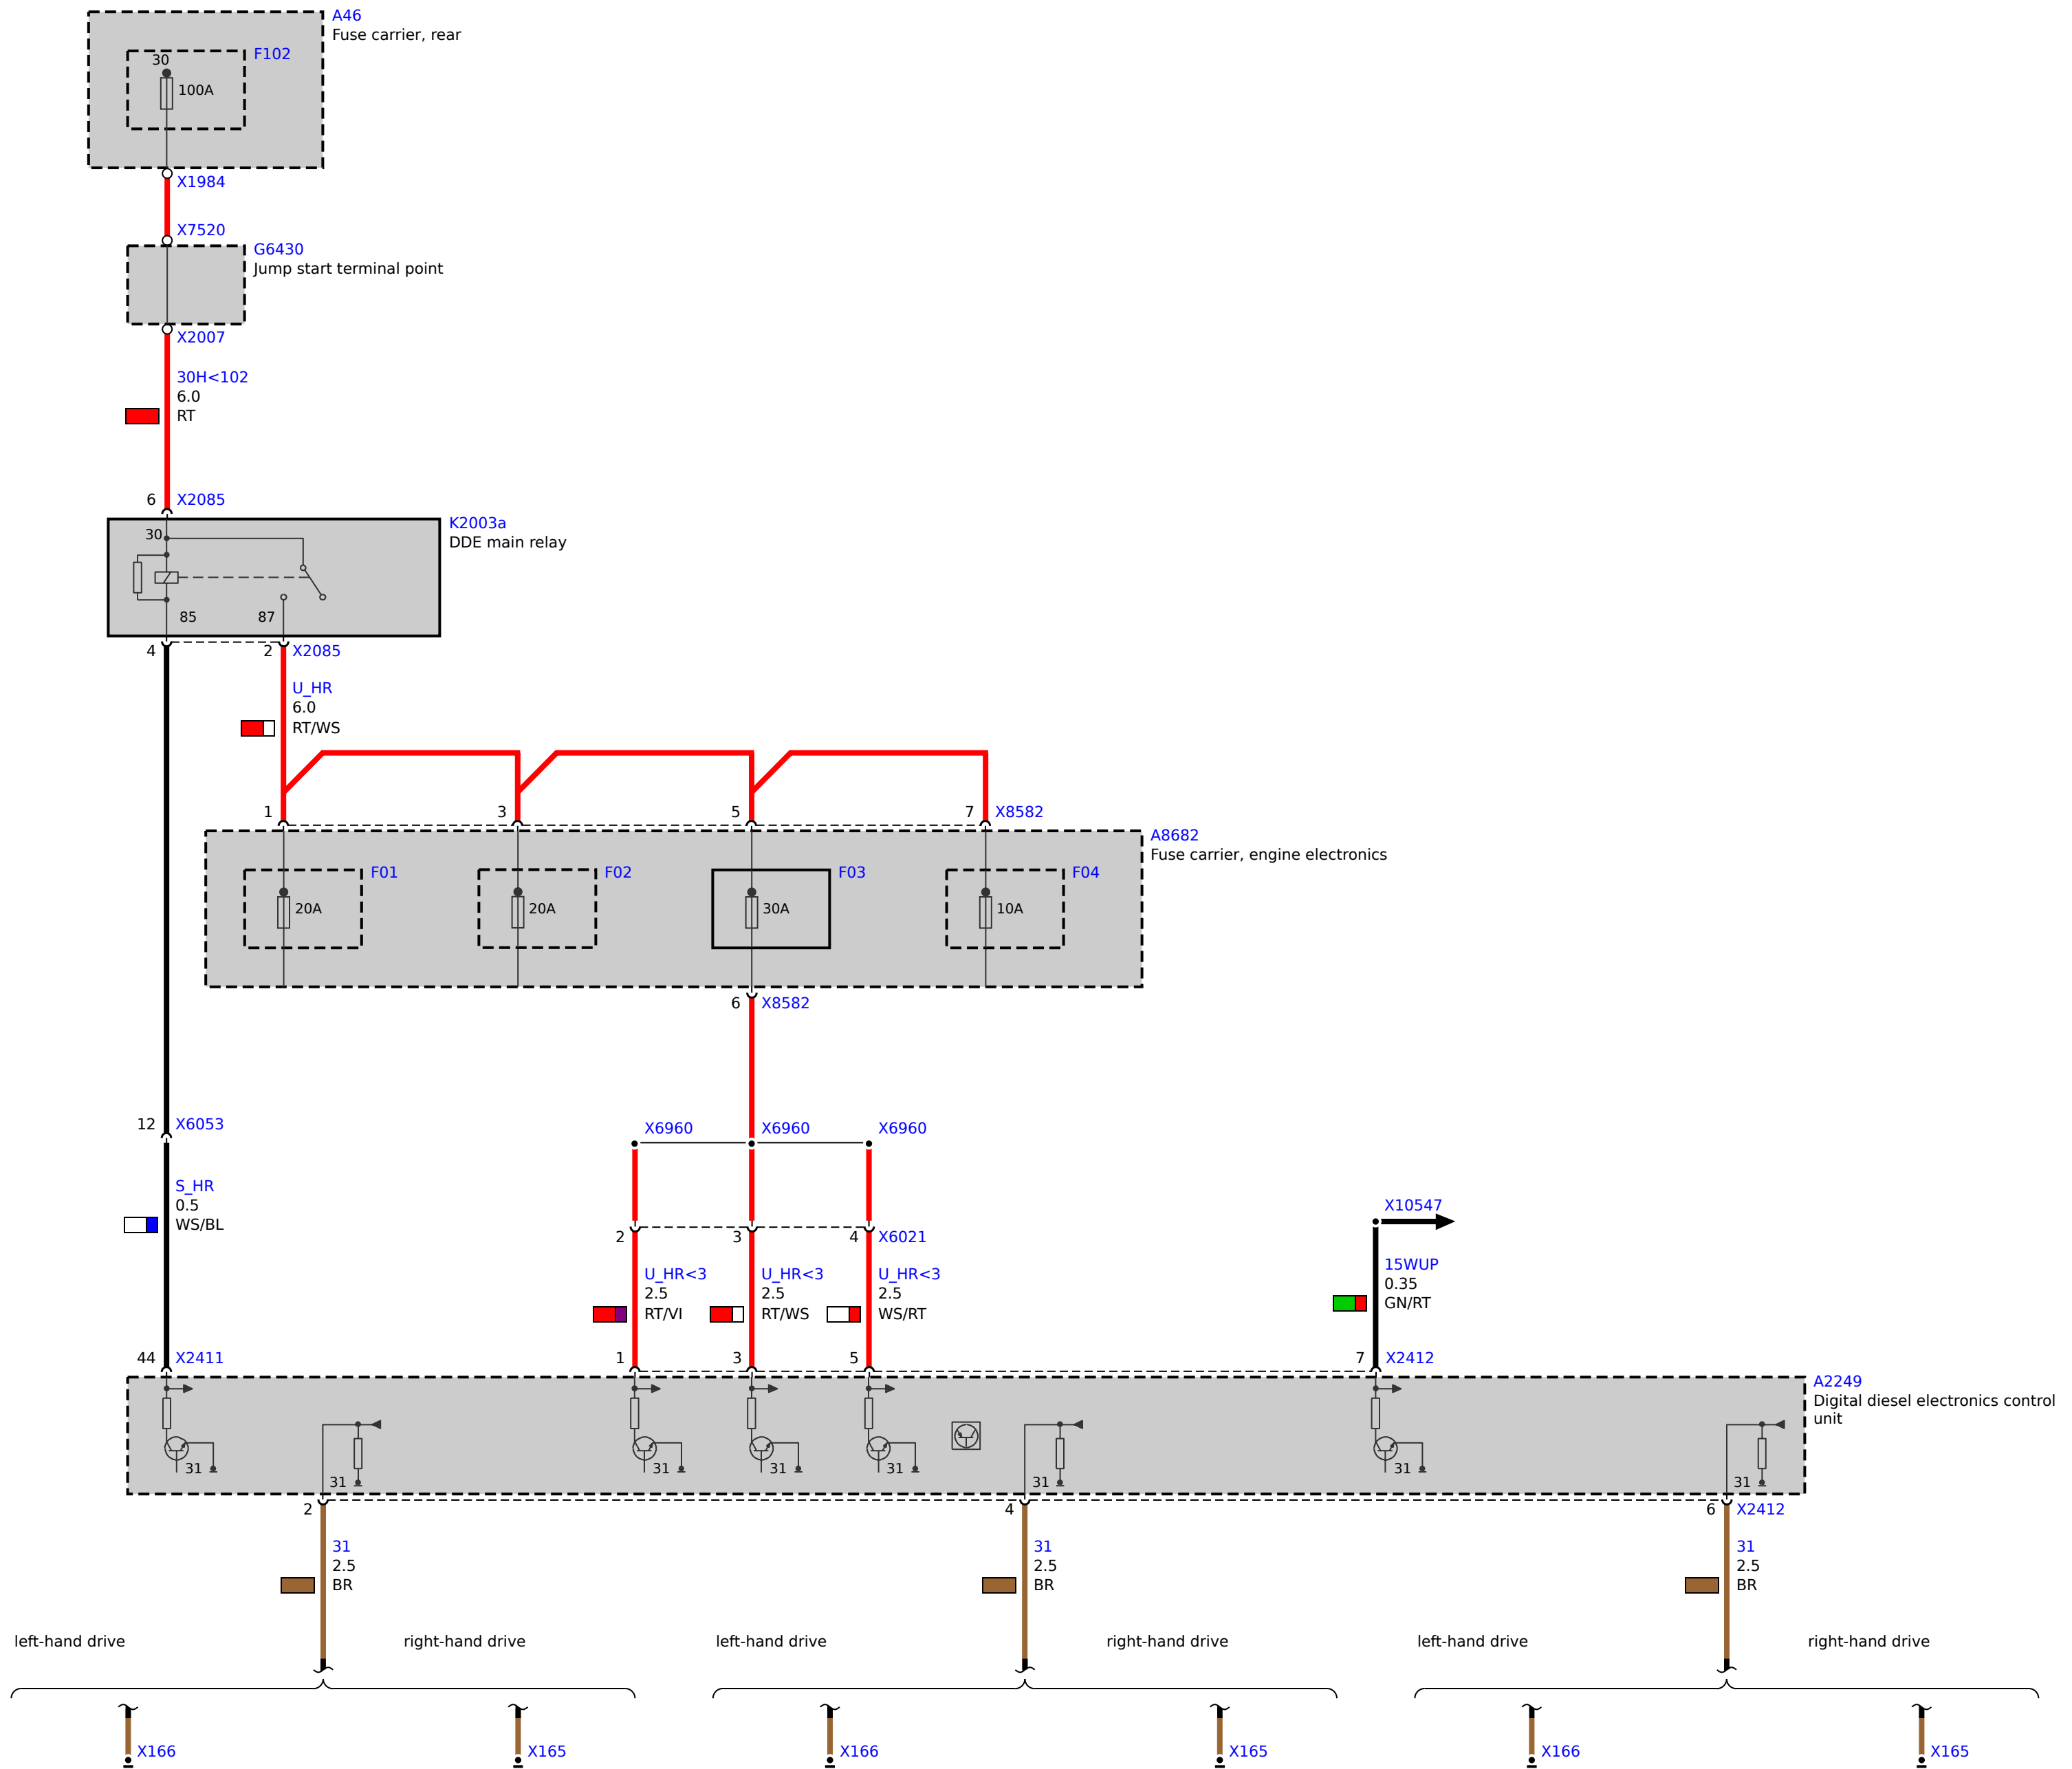 A46
Fuse carrier, rear
F102
30
100A
X1984
X7520
G6430
Jump start terminal point
X2007
30H<102
6.0
RT
6 X2085
K2003a
DDE main relay
30
85 87
4 2 X2085
U_HR
6.0
RT/WS
1 3 5 7 X8582
A8682
Fuse carrier, engine electronics
F01 F02 F03 F04
20A 20A 30A 10A
6 X8582
12 X6053
X6960 X6960 X6960
S_HR
0.5
WS/BL
X10547
2 3 4 X6021
15WUP
0.35
GN/RT
U_HR<3 U_HR<3 U_HR<3
2.5 2.5 2.5
RT/VI RT/WS WS/RT
44 X2411 1 3 5 7 X2412
A2249
Digital diesel electronics control
unit
31 31 31 31 31
31 31 31
2 4 6 X2412
31 31 31
2.5 2.5 2.5
BR BR BR
left-hand drive right-hand drive left-hand drive right-hand drive left-hand drive right-hand drive
X166 X165 X166 X165 X166 X165